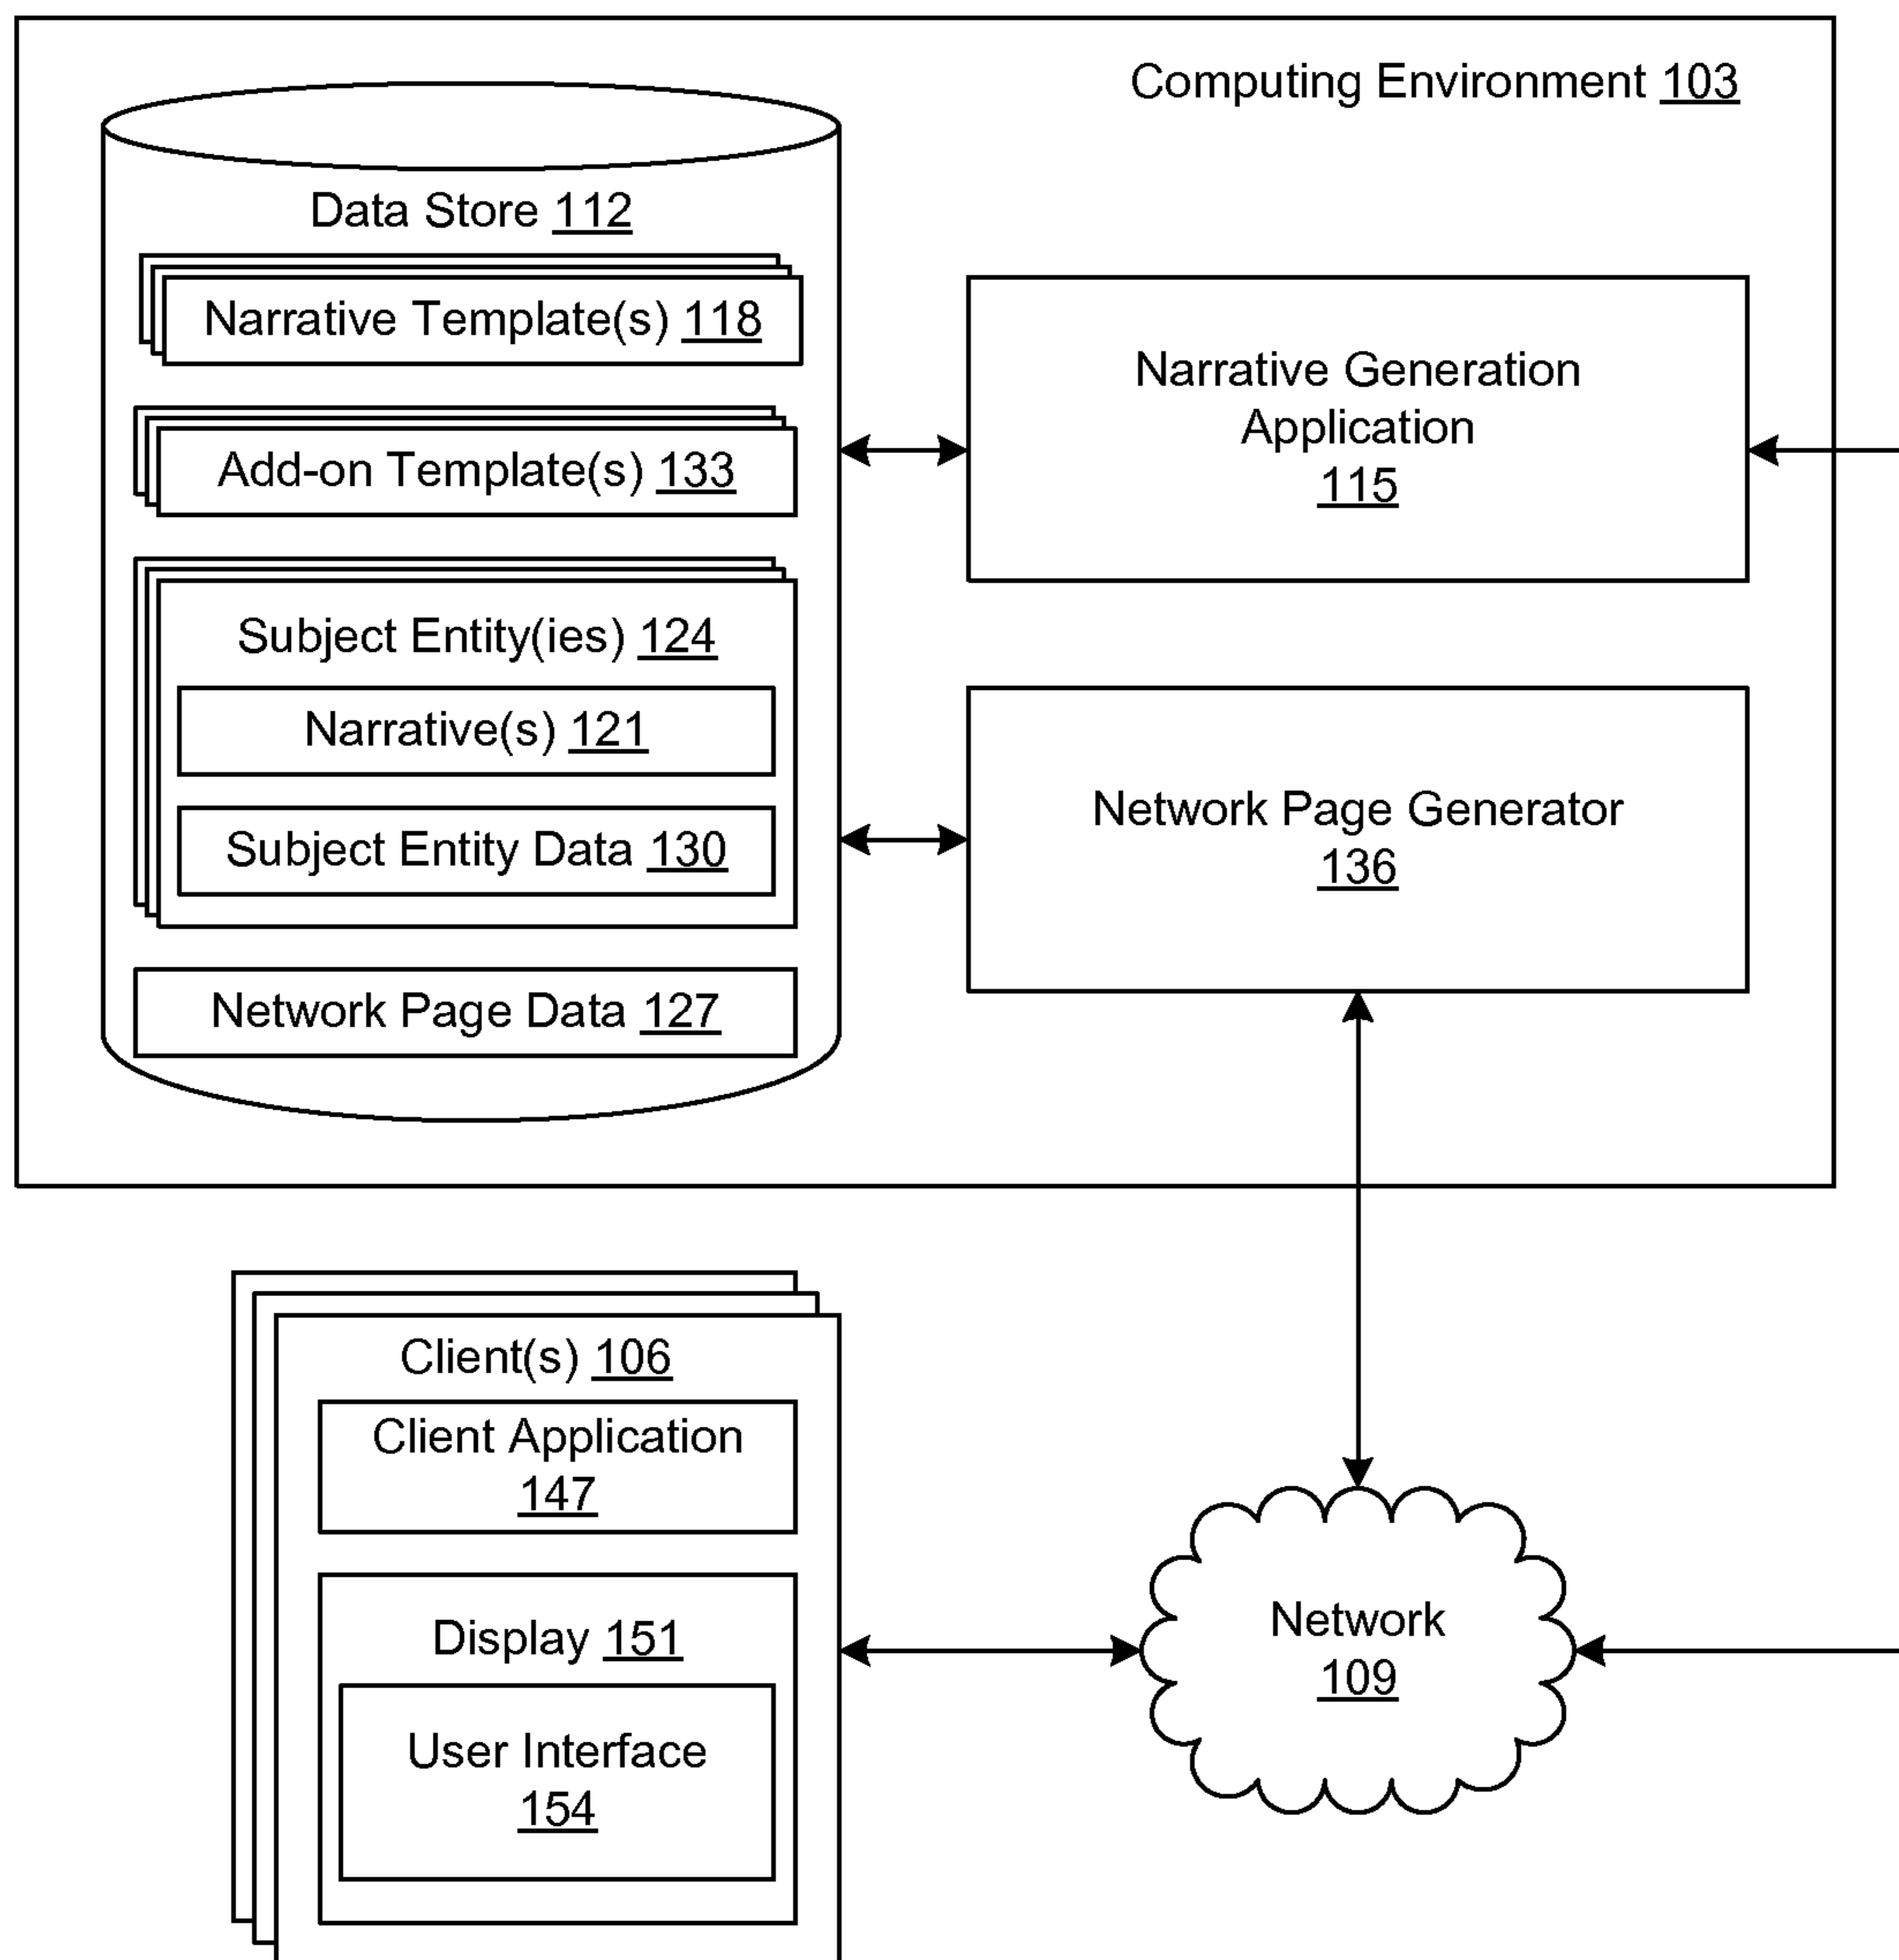 Computing Environment 103
Data Store 112
Narrative Template(s) 118
Add-on Template(s) 133
Subject Entity(ies) 124
Narrative(s) 121
Subject Entity Data 130
Network Page Data 127
Narrative Generation
Application
115
Network Page Generator
136
Client(s) 106
Client Application
147
Display 151
User Interface
154
Network
109